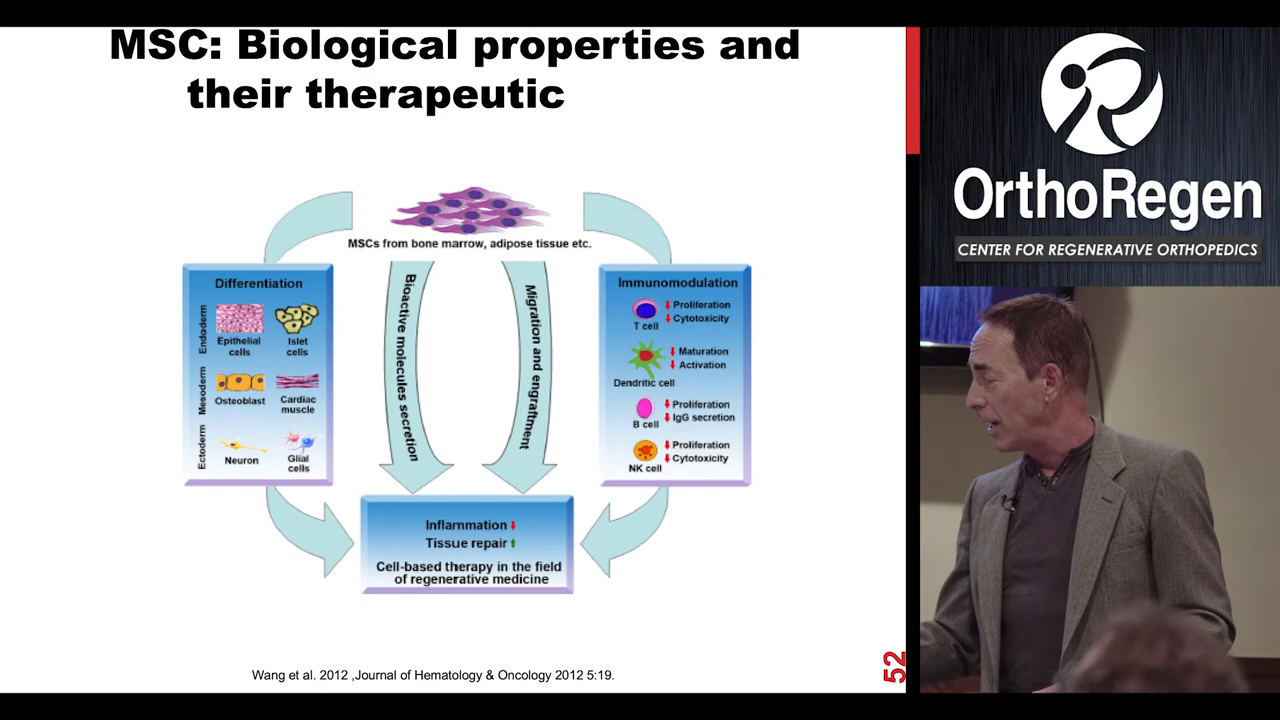 MSC: Biological properties and
their therapeutic
MSCs from bone marrow, adipose tissue etc.
Differentiation
Endoderm
Epithelial
cells
Islet
cells
Mesoderm
Osteoblast
Cardiac
muscle
Ectoderm
Neuron
Glial
cells
Bioactive molecules secretion
Migration and engraftment
Immunomodulation
Proliferation
Cytotoxicity
T cell
Maturation
Activation
Dendritic cell
Proliferation
IgG secretion
B cell
Proliferation
Cytotoxicity
NK cell
Inflammation
Tissue repair
Cell-based therapy in the field
of regenerative medicine
Wang et al. 2012 ,Journal of Hematology & Oncology 2012 5:19.
52
OrthoRegen
CENTER FOR REGENERATIVE ORTHOPEDICS